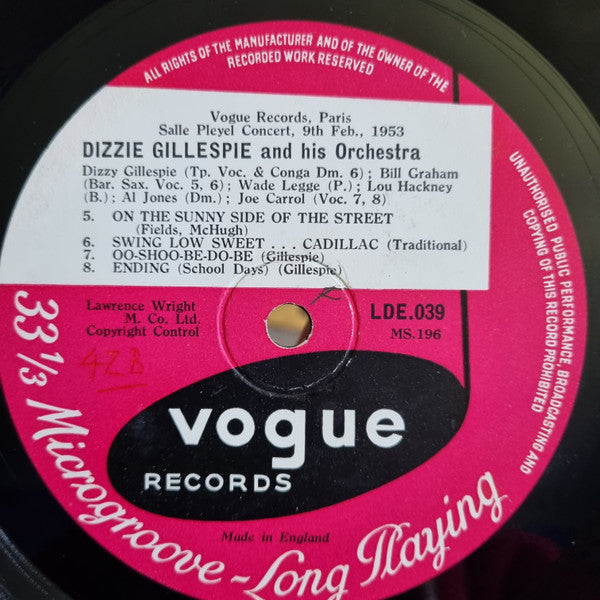 ALL RIGHTS OF THE MANUFACTURER AND OF THE OWNER OF THE
RECORDED WORK RESERVED
Vogue Records, Paris
Salle Pleyel Concert, 9th Feb., 1953
DIZZIE GILLESPIE and his Orchestra
Dizzy Gillespie (Tp. Voc. & Conga Dm. 6); Bill Graham
(Bar. Sax. Voc. 5, 6); Wade Legge (P.); Lou Hackney
(B.); Al Jones (Dm.); Joe Carrol (Voc. 7, 8)
5. ON THE SUNNY SIDE OF THE STREET
(Fields, McHugh)
6. SWING LOW SWEET . . . CADILLAC (Traditional)
7. OO-SHOO-BE-DO-BE (Gillespie)
8. ENDING (School Days) (Gillespie)
Lawrence Wright
M. Co. Ltd.
Copyright Control
LDE.039
MS.196
42B
vogue
RECORDS
Made in England
33 1/3 Microgroove - Long Playing
UNAUTHORISED PUBLIC PERFORMANCE, BROADCASTING AND
COPYING OF THIS RECORD PROHIBITED